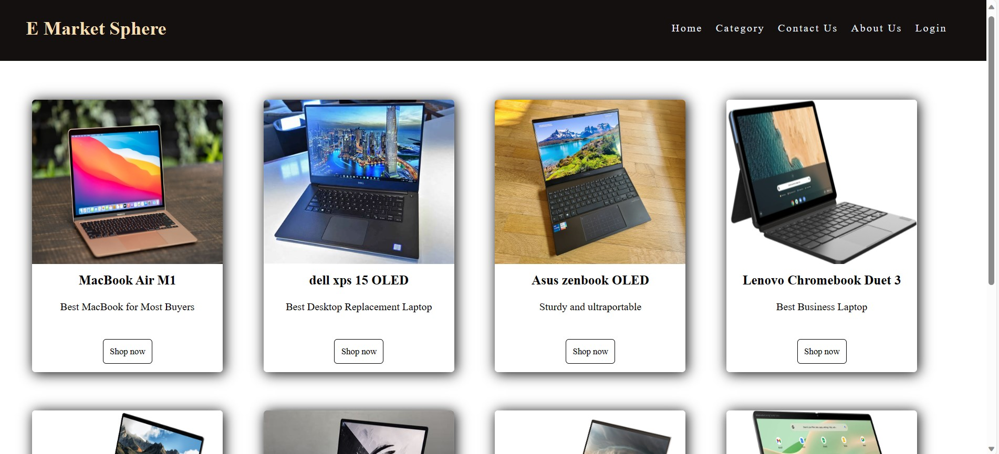 E Market Sphere
Home Category Contact Us About Us Login
DELL
MacBook Air M1
Best MacBook for Most Buyers
Shop now
dell xps 15 OLED
Best Desktop Replacement Laptop
Shop now
Asus zenbook OLED
Sturdy and ultraportable
Shop now
Lenovo Chromebook Duet 3
Best Business Laptop
Shop now